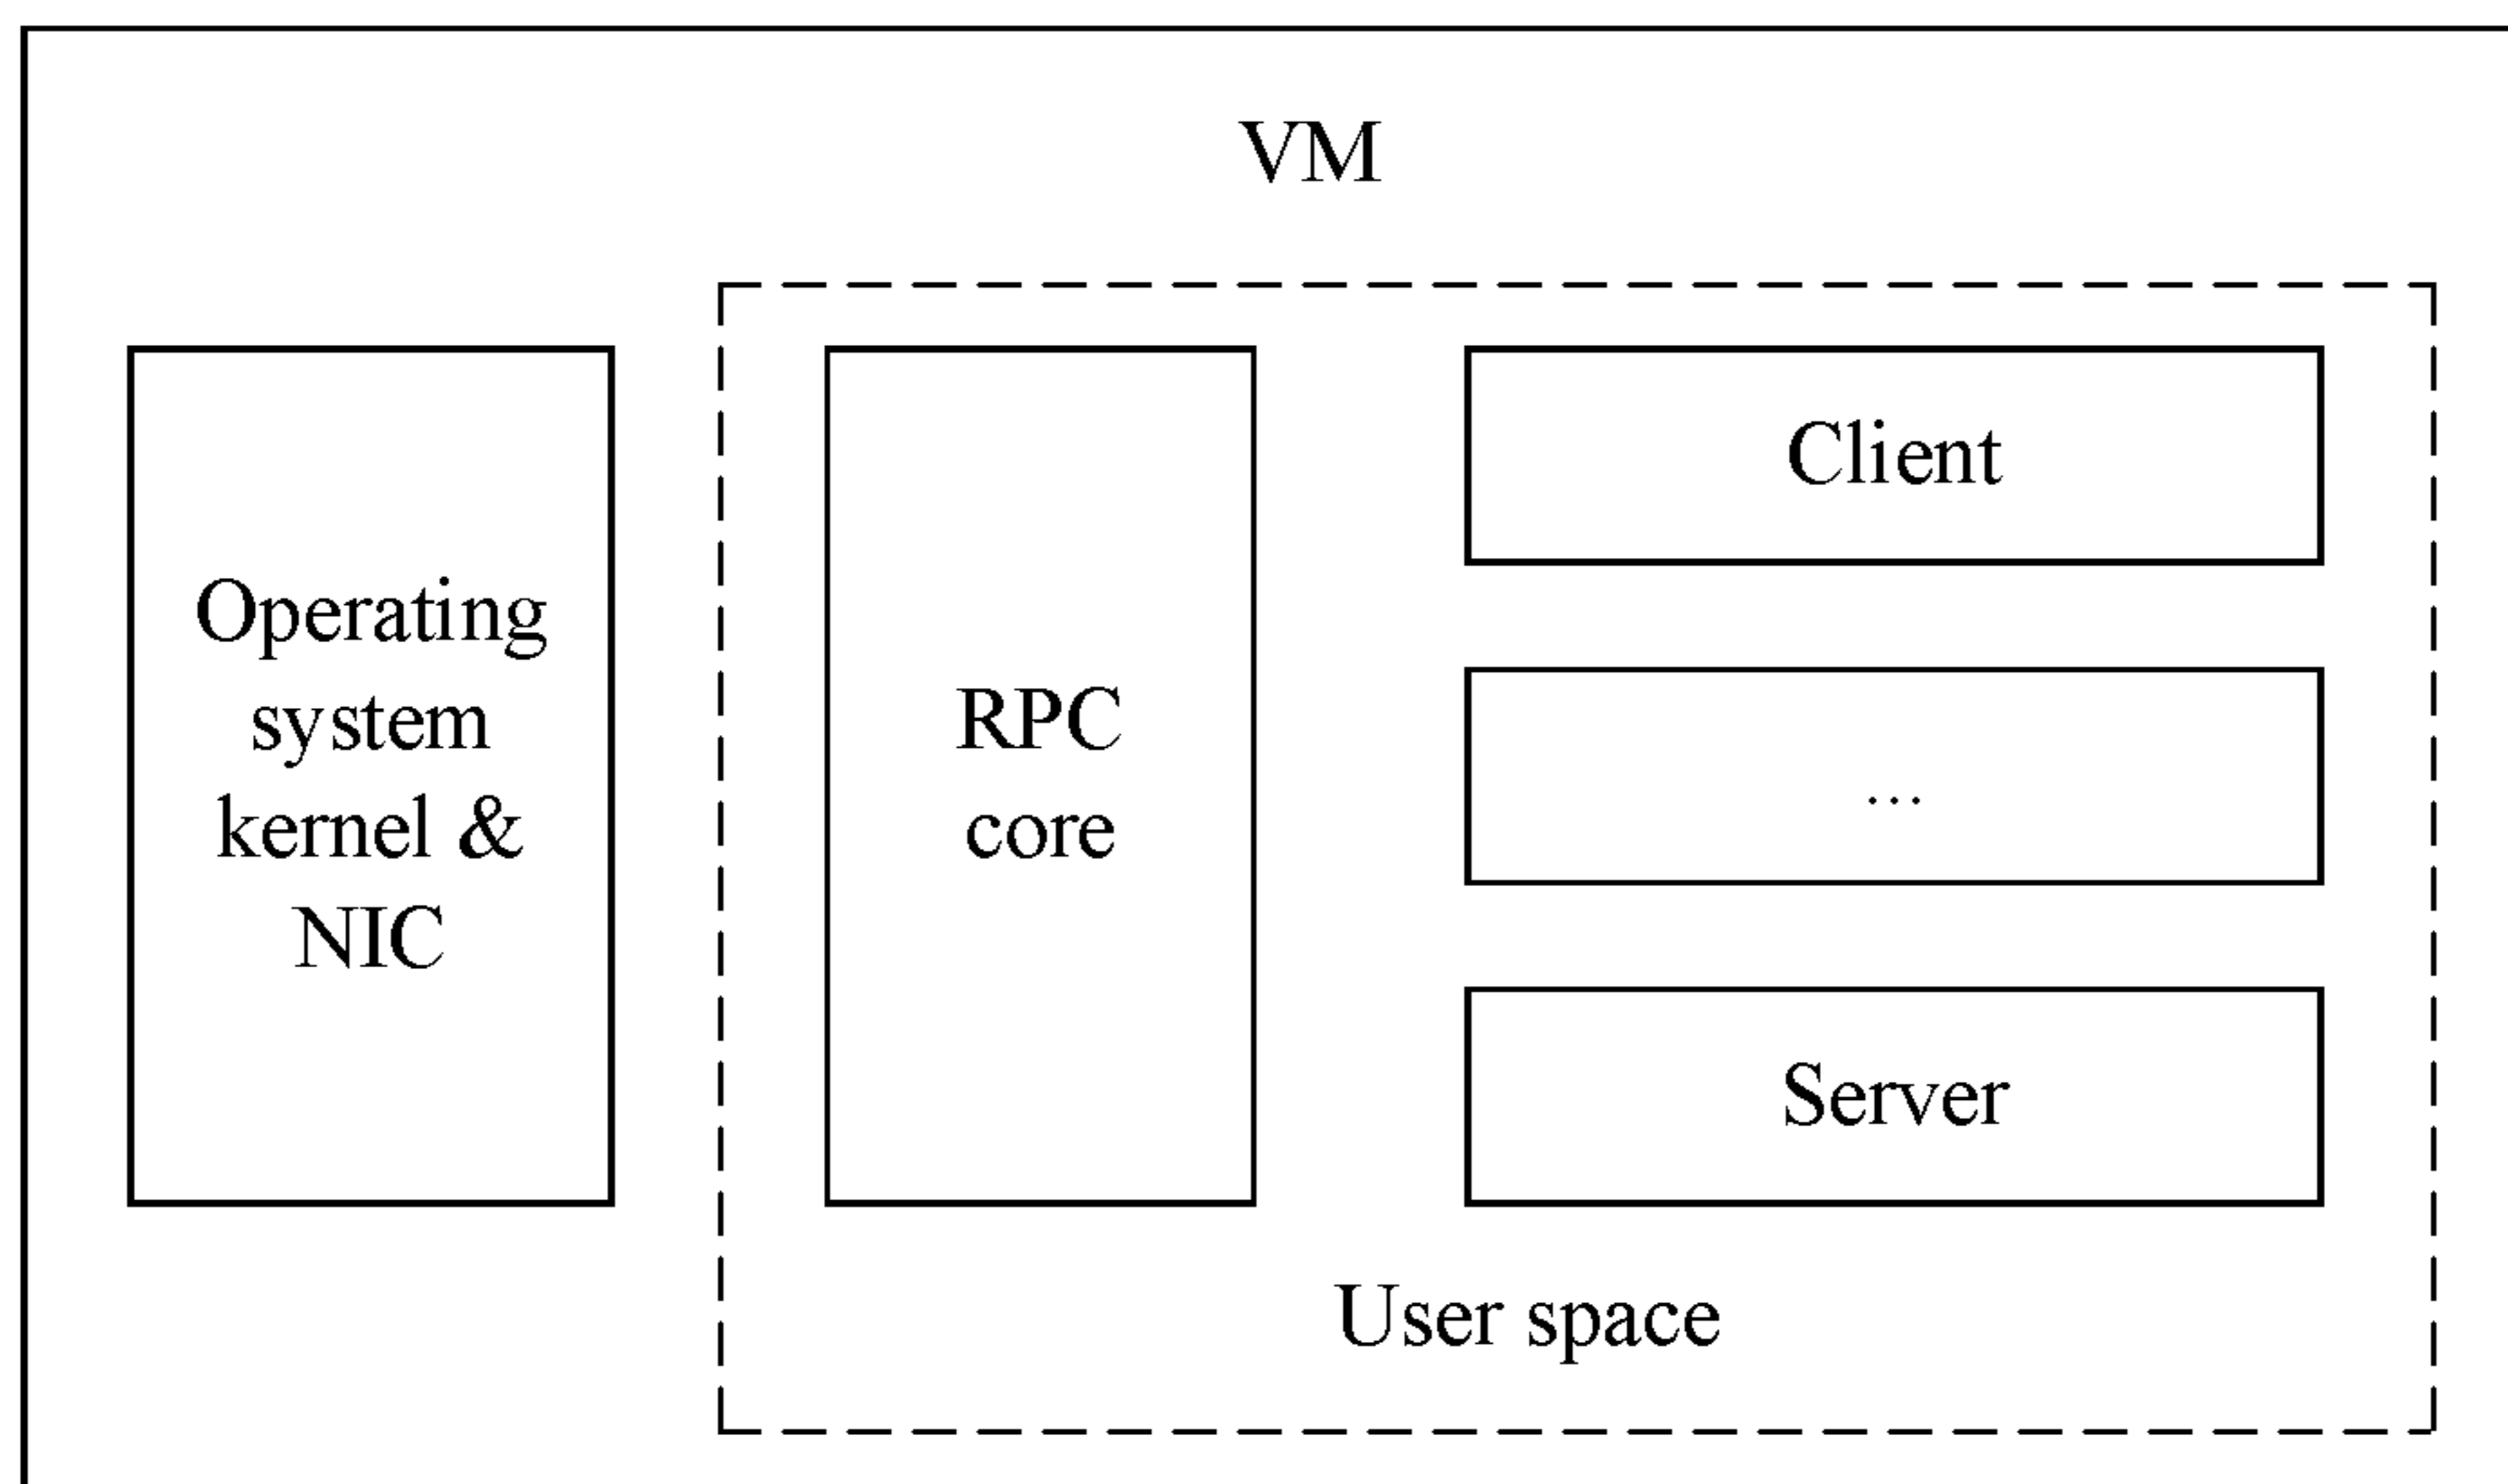 VM
Operating
system
kernel &
NIC
RPC
core
Client
...
Server
User space